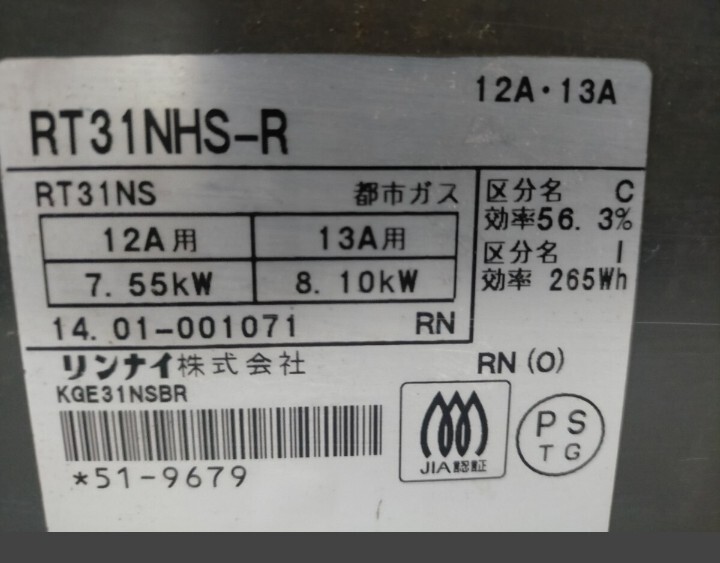 12A・13A
RT31NHS-R
RT31NS 都市ガス
12A用 13A用
7.55kW 8.10kW
14.01-001071 RN
区分名 C
効率56.3%
区分名 I
効率 265Wh
リンナイ株式会社
RN(O)
KGE31NSBR
*51-9679
JIA認証
PS
TG